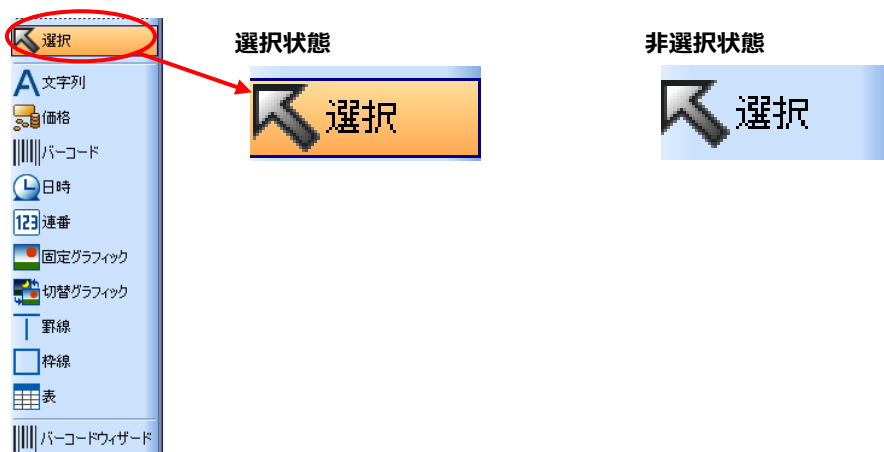 選択
文字列
価格
バーコード
日時
123 連番
固定グラフィック
切替グラフィック
罫線
枠線
表
バーコードウィザード
選択状態
選択
非選択状態
選択